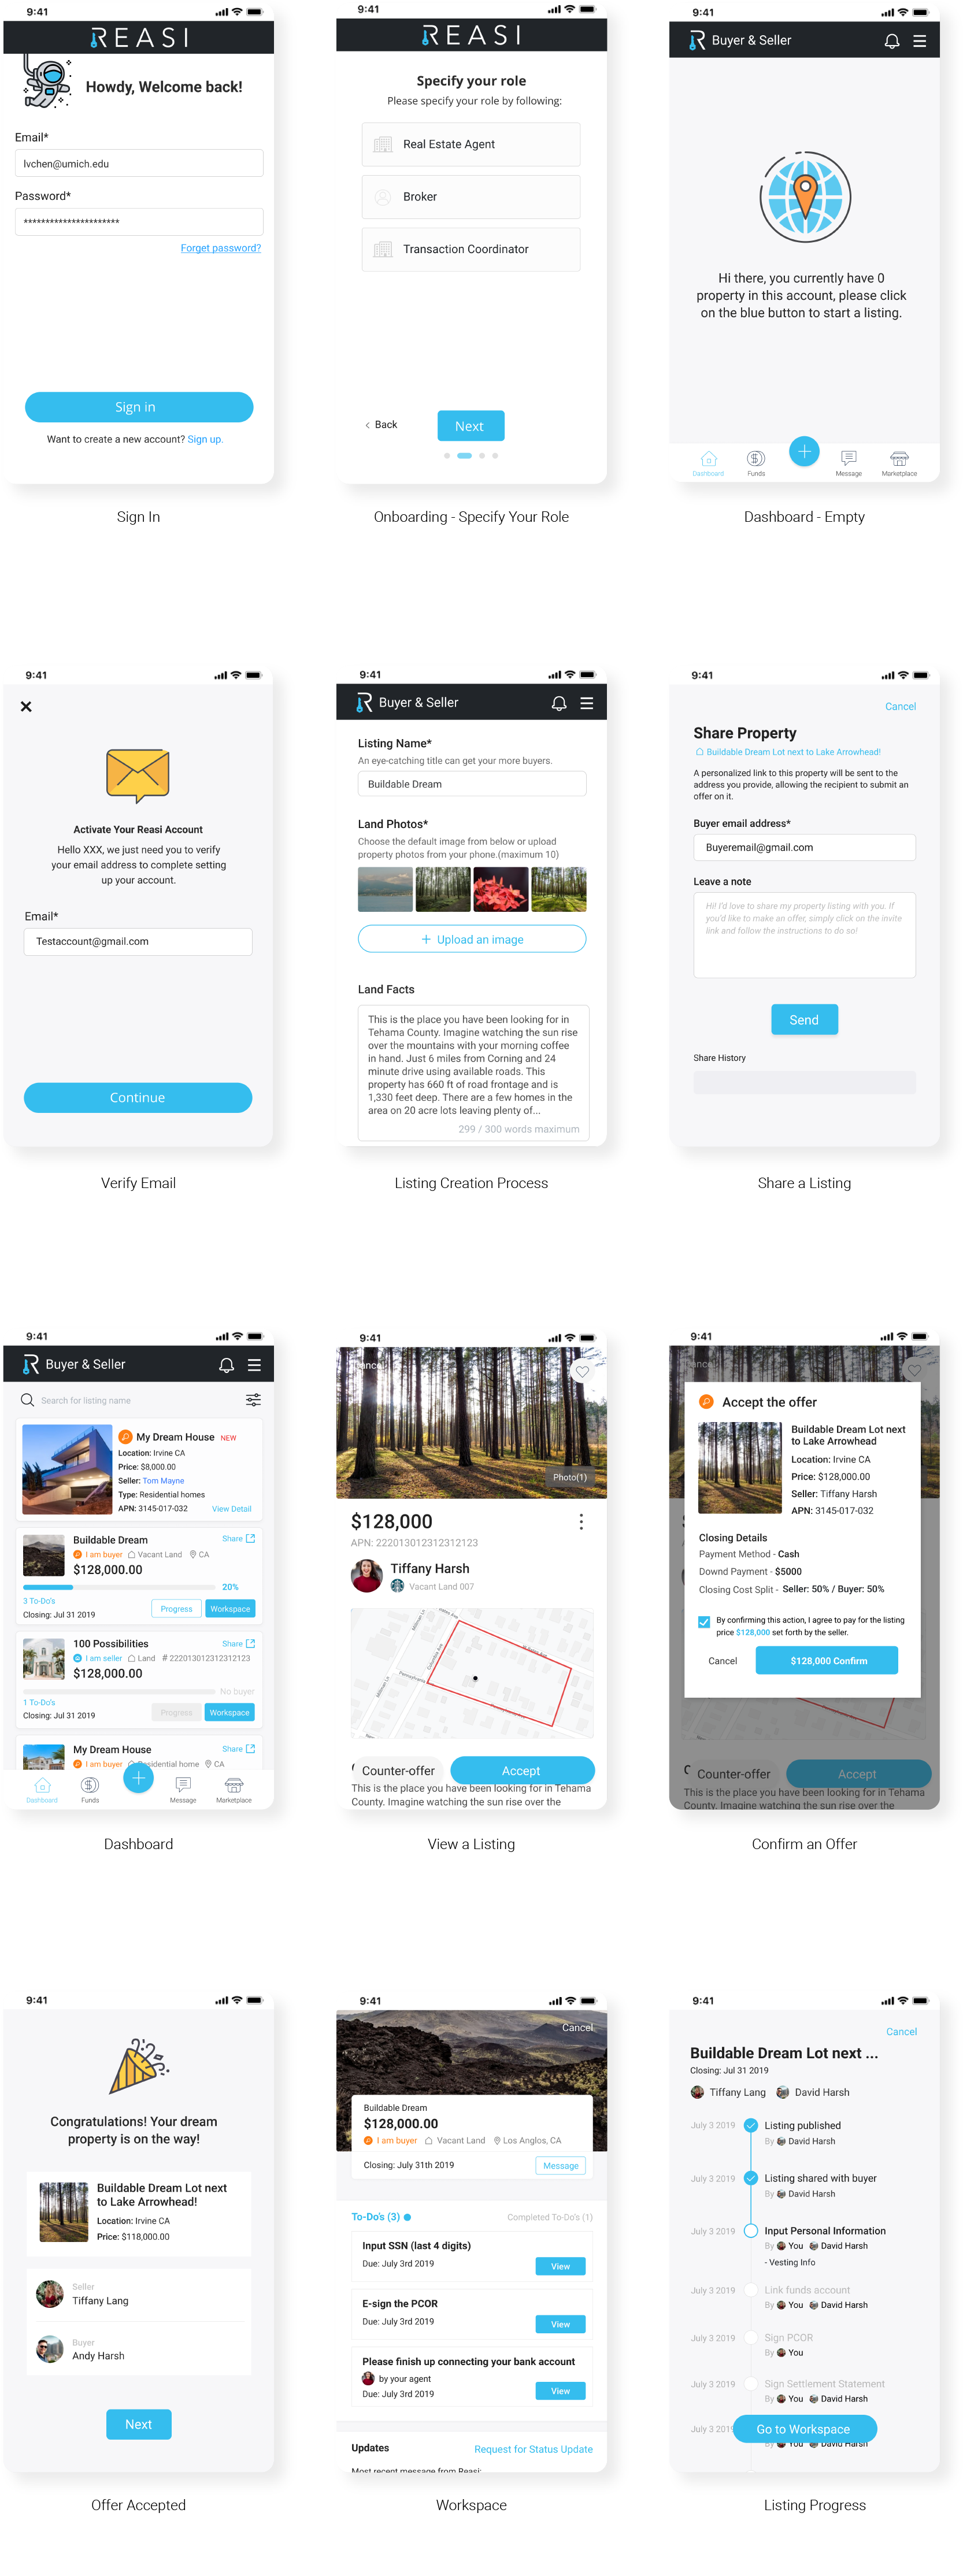 9:41
REASI
Howdy, Welcome back!
Email*
lvchen@umich.edu
Password*
**********************
Forget password?
Sign in
Want to create a new account? Sign up.
Sign In
9:41
REASI
Specify your role
Please specify your role by following:
Real Estate Agent
Broker
Transaction Coordinator
Back
Next
Onboarding - Specify Your Role
9:41
Buyer & Seller
Hi there, you currently have 0
property in this account, please click
on the blue button to start a listing.
Dashboard
Funds
Message
Marketplace
Dashboard - Empty
9:41
Activate Your Reasi Account
Hello XXX, we just need you to verify
your email address to complete setting
up your account.
Email*
Testaccount@gmail.com
Continue
Verify Email
9:41
Buyer & Seller
Listing Name*
An eye-catching title can get your more buyers.
Buildable Dream
Land Photos*
Choose the default image from below or upload
property photos from your phone.(maximum 10)
+ Upload an image
Land Facts
This is the place you have been looking for in
Tehama County. Imagine watching the sun rise
over the mountains with your morning coffee
in hand. Just 6 miles from Corning and 24
minute drive using available roads. This
property has 660 ft of road frontage and is
1,330 feet deep. There are a few homes in the
area on 20 acre lots leaving plenty of...
299 / 300 words maximum
Listing Creation Process
9:41
Cancel
Share Property
Buildable Dream Lot next to Lake Arrowhead!
A personalized link to this property will be sent to the
address you provide, allowing the recipient to submit an
offer on it.
Buyer email address*
Buyeremail@gmail.com
Leave a note
Hi! I'd love to share my property listing with you. If
you'd like to make an offer, simply click on the invite
link and follow the instructions to do so!
Send
Share History
Share a Listing
9:41
Buyer & Seller
Search for listing name
My Dream House NEW
Location: Irvine CA
Price: $8,000.00
Seller: Tom Mayne
Type: Residential homes
APN: 3145-017-032 View Detail
Buildable Dream Share
I am buyer Vacant Land CA
$128,000.00
20%
3 To-Do's
Closing: Jul 31 2019 Progress Workspace
100 Possibilities Share
I am seller Land # 222013012312312123
$128,000.00
No buyer
1 To-Do's
Closing: Jul 31 2019 Progress Workspace
My Dream House Share
I am buyer Residential home CA
Dashboard
Funds
Message
Marketplace
Dashboard
9:41
Photo(1)
$128,000
APN: 222013012312312123
Tiffany Harsh
Vacant Land 007
Counter-offer
Accept
This is the place you have been looking for in Tehama
County. Imagine watching the sun rise over the
View a Listing
9:41
Accept the offer
Buildable Dream Lot next
to Lake Arrowhead
Location: Irvine CA
Price: $128,000.00
Seller: Tiffany Harsh
APN: 3145-017-032
Closing Details
Payment Method - Cash
Downd Payment - $5000
Closing Cost Split - Seller: 50% / Buyer: 50%
By confirming this action, I agree to pay for the listing
price $128,000 set forth by the seller.
Cancel
$128,000 Confirm
Counter-offer
Accept
This is the place you have been looking for in Tehama
County. Imagine watching the sun rise over the
Confirm an Offer
9:41
Congratulations! Your dream
property is on the way!
Buildable Dream Lot next
to Lake Arrowhead!
Location: Irvine CA
Price: $118,000.00
Seller
Tiffany Lang
Buyer
Andy Harsh
Next
Offer Accepted
9:41
Cancel
Buildable Dream
$128,000.00
I am buyer Vacant Land Los Anglos, CA
Closing: July 31th 2019 Message
To-Do's (3) Completed To-Do's (1)
Input SSN (last 4 digits)
Due: July 3rd 2019 View
E-sign the PCOR
Due: July 3rd 2019 View
Please finish up connecting your bank account
by your agent
Due: July 3rd 2019 View
Updates Request for Status Update
Most recent message from Reasi:
Workspace
9:41
Cancel
Buildable Dream Lot next ...
Closing: Jul 31 2019
Tiffany Lang David Harsh
July 3 2019 Listing published
By David Harsh
July 3 2019 Listing shared with buyer
By David Harsh
July 3 2019 Input Personal Information
By You David Harsh
- Vesting Info
July 3 2019 Link funds account
By You David Harsh
July 3 2019 Sign PCOR
By You
July 3 2019 Sign Settlement Statement
By You David Harsh
July 3 2019
Go to Workspace
By You David Harsh
Listing Progress